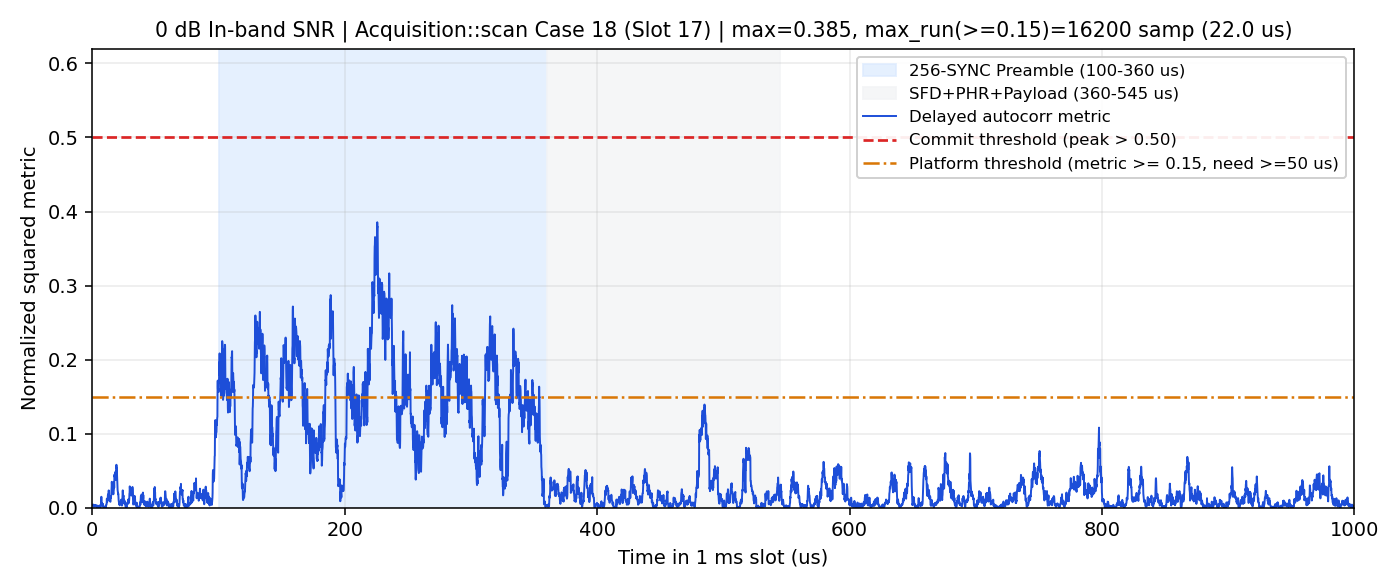 0 dB In-band SNR | Acquisition::scan Case 18 (Slot 17) | max=0.385, max_run(>=0.15)=16200 samp (22.0 us)
Normalized squared metric
0.6
0.5
0.4
0.3
0.2
0.1
0.0
256-SYNC Preamble (100-360 us)
SFD+PHR+Payload (360-545 us)
Delayed autocorr metric
Commit threshold (peak > 0.50)
Platform threshold (metric >= 0.15, need >=50 us)
0 200 400 600 800 1000
Time in 1 ms slot (us)